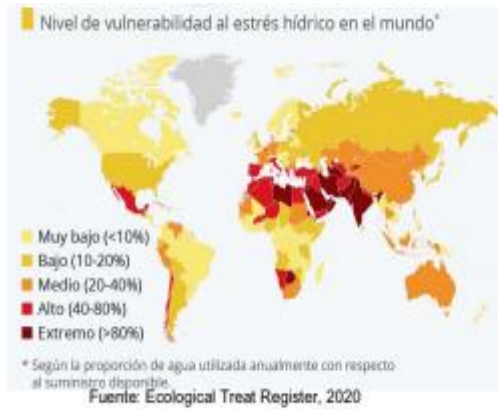 Nivel de vulnerabilidad al estrés hídrico en el mundo*
Muy bajo (<10%)
Bajo (10-20%)
Medio (20-40%)
Alto (40-80%)
Extremo (>80%)
* Según la proporción de agua utilizada anualmente con respecto
al suministro disponible.
Fuente: Ecological Treat Register, 2020